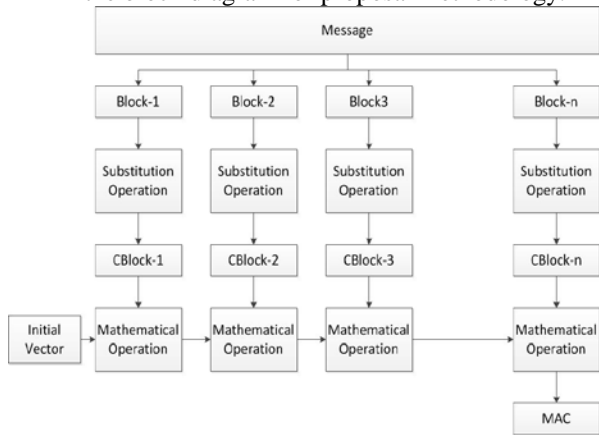 Message
Block-1
Block-2
Block3
Block-n
Substitution
Operation
Substitution
Operation
Substitution
Operation
Substitution
Operation
CBlock-1
CBlock-2
CBlock-3
CBlock-n
Initial
Vector
Mathematical
Operation
Mathematical
Operation
Mathematical
Operation
Mathematical
Operation
MAC